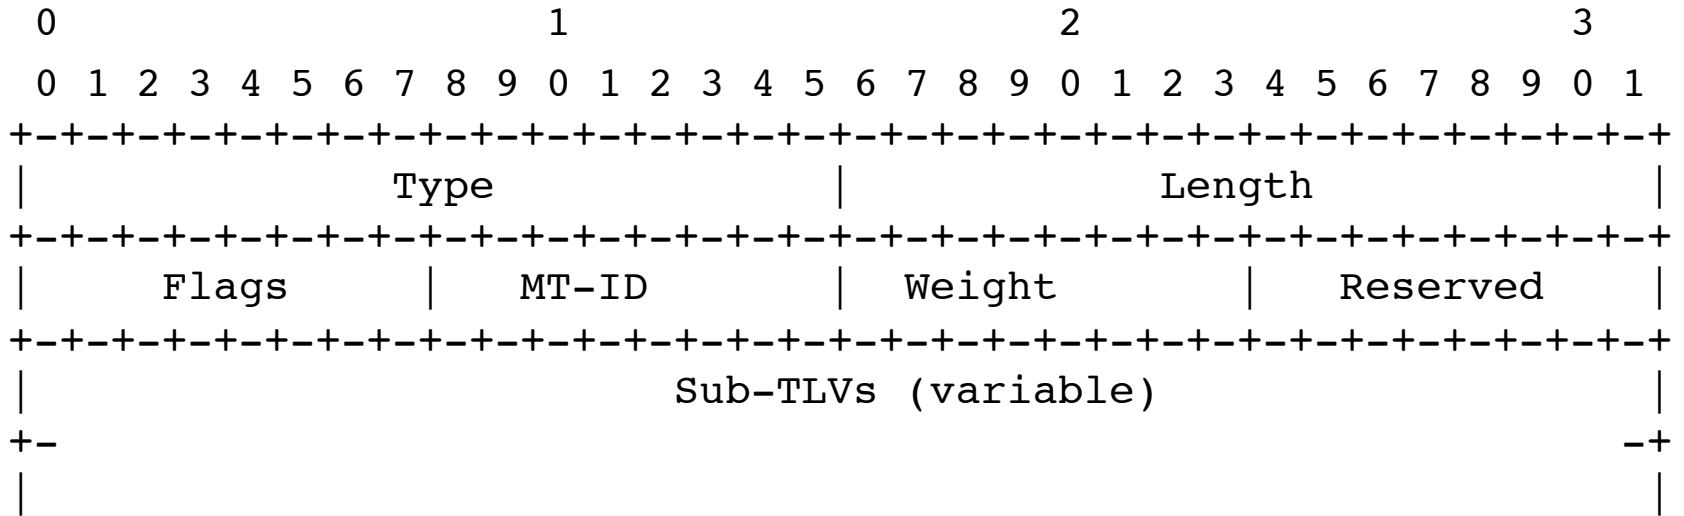 0                   1                   2                   3
 0 1 2 3 4 5 6 7 8 9 0 1 2 3 4 5 6 7 8 9 0 1 2 3 4 5 6 7 8 9 0 1
+-+-+-+-+-+-+-+-+-+-+-+-+-+-+-+-+-+-+-+-+-+-+-+-+-+-+-+-+-+-+-+-+
|              Type             |            Length             |
+-+-+-+-+-+-+-+-+-+-+-+-+-+-+-+-+-+-+-+-+-+-+-+-+-+-+-+-+-+-+-+-+
|     Flags     |   MT-ID       |  Weight       |   Reserved    |
+-+-+-+-+-+-+-+-+-+-+-+-+-+-+-+-+-+-+-+-+-+-+-+-+-+-+-+-+-+-+-+-+
|                         Sub-TLVs (variable)                   |
+-                                                             -+
|                                                               |